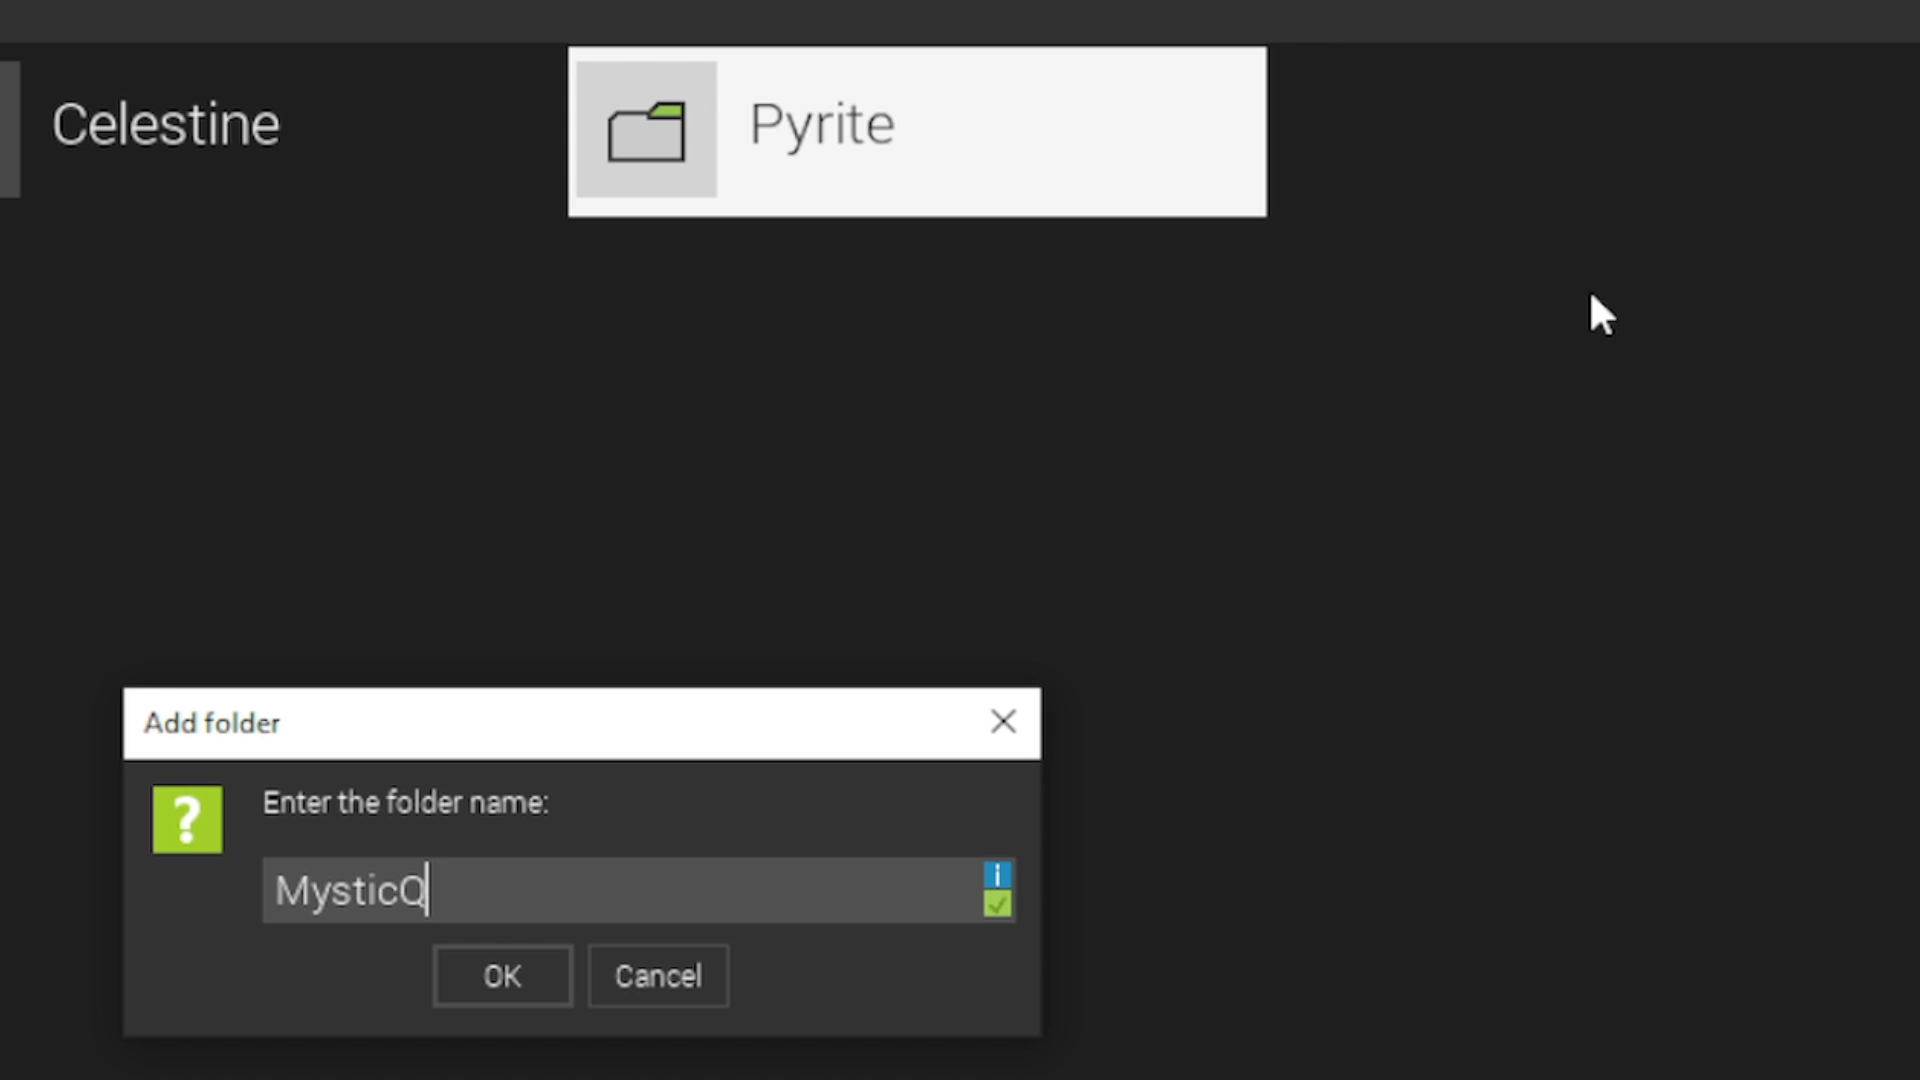 Celestine
Pyrite
Add folder
?
Enter the folder name:
MysticQ
i
OK
Cancel